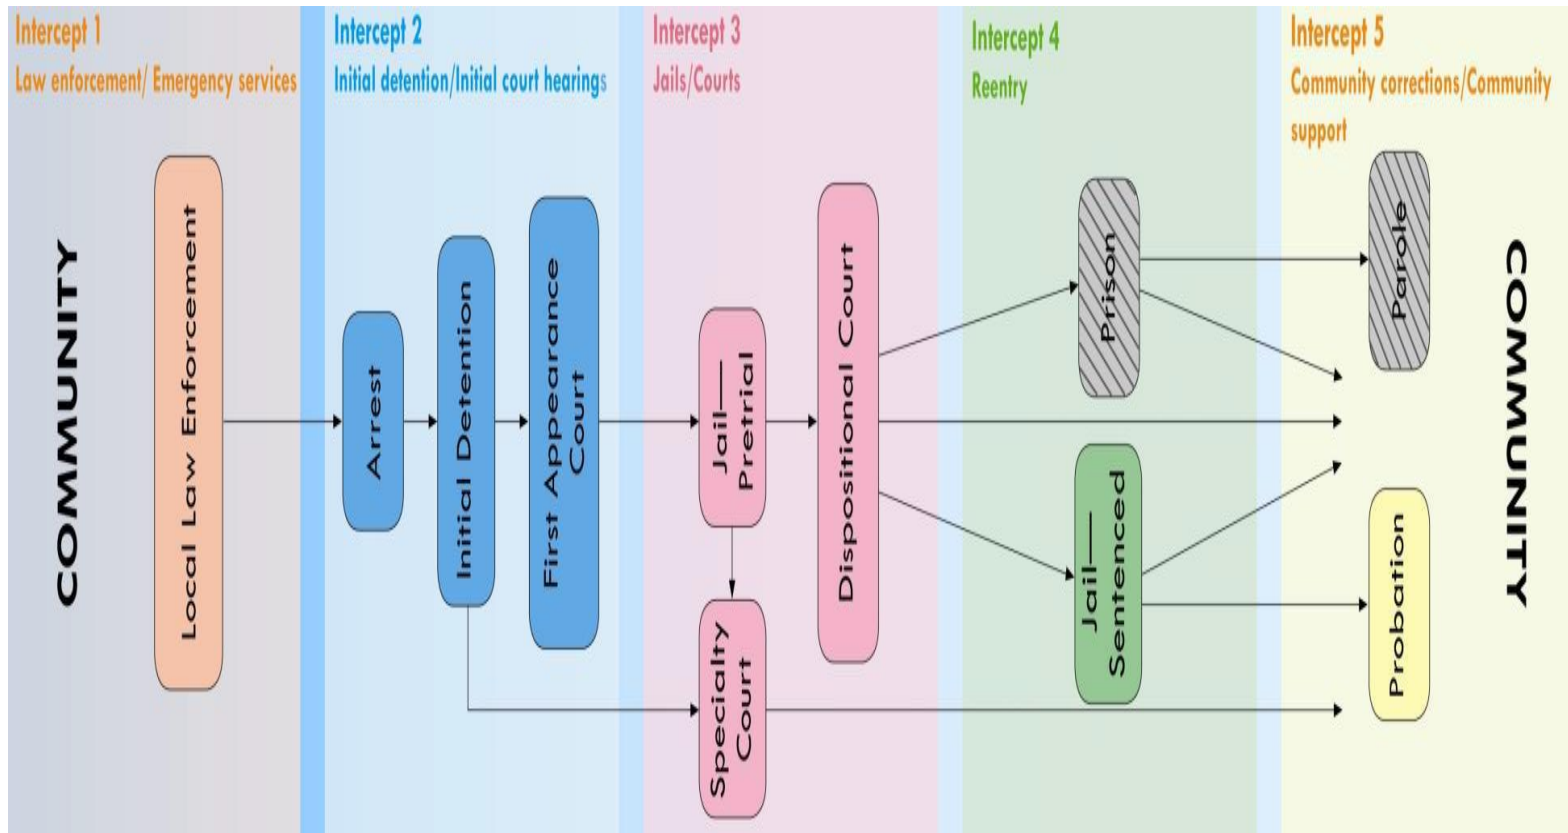 Intercept 1
Law enforcement/ Emergency services
Intercept 2
Initial detention/Initial court hearings
Intercept 3
Jails/Courts
Intercept 4
Reentry
Intercept 5
Community corrections/Community
support
COMMUNITY
Local Law Enforcement
Arrest
Initial Detention
First Appearance
Court
Jail—
Pretrial
Specialty
Court
Dispositional Court
Prison
Jail—
Sentenced
Parole
Probation
COMMUNITY